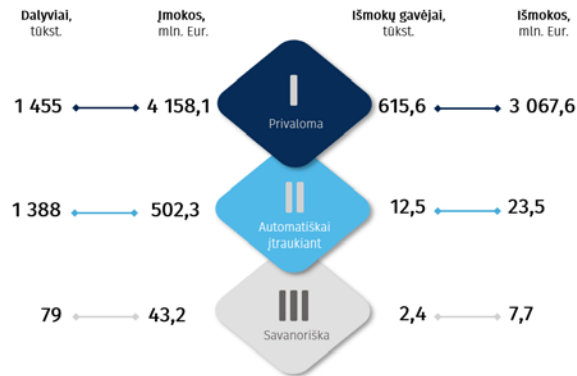 Dalyviai,
tūkst.
Įmokos,
mln. Eur.
Išmokų gavėjai,
tūkst.
Išmokos,
mln. Eur.
1 455
4 158,1
I
Privaloma
615,6
3 067,6
1 388
502,3
II
Automatiškai
įtraukiant
12,5
23,5
79
43,2
III
Savanoriška
2,4
7,7